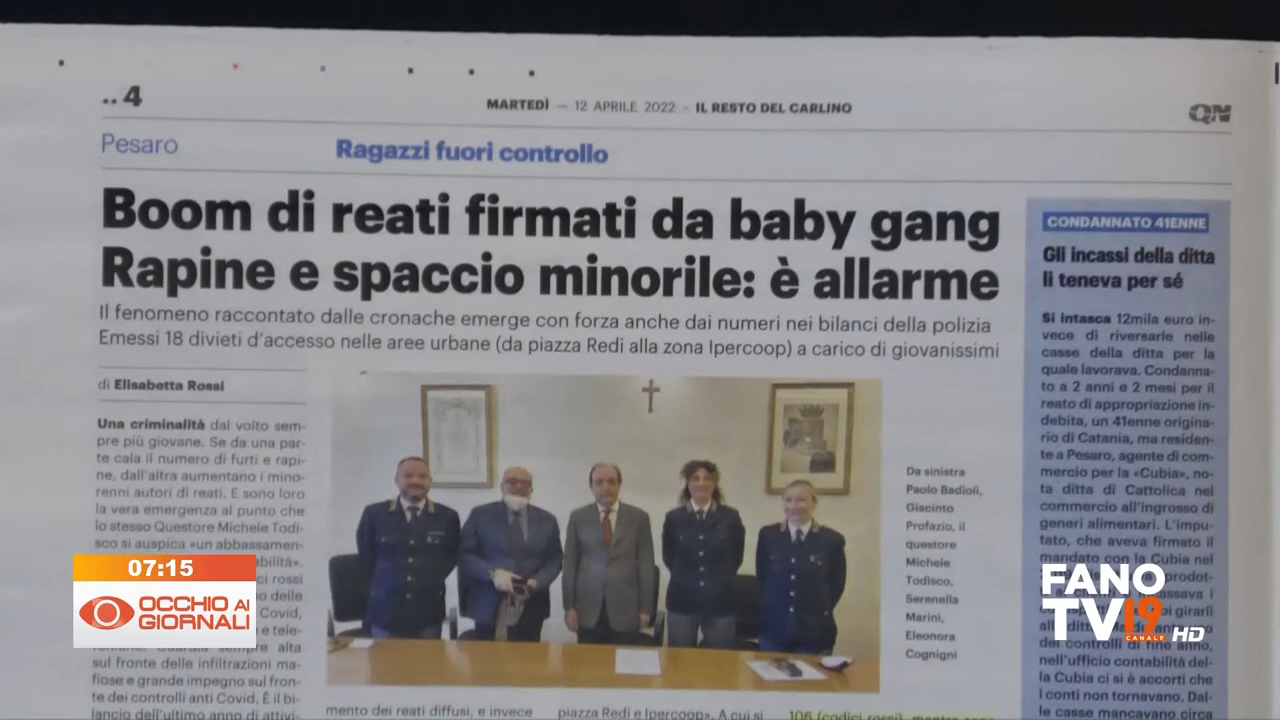 .. 4
MARTEDÌ — 12 APRILE 2022 – IL RESTO DEL CARLINO
QN
Pesaro
Ragazzi fuori controllo
Boom di reati firmati da baby gang
Rapine e spaccio minorile: è allarme
Il fenomeno raccontato dalle cronache emerge con forza anche dai numeri nei bilanci della polizia
Emessi 18 divieti d'accesso nelle aree urbane (da piazza Redi alla zona Ipercoop) a carico di giovanissimi
di Elisabetta Rossi
Una criminalità dal volto sem-
pre più giovane. Se da una par-
te cala il numero di furti e rapi-
ne, dall'altra aumentano i mino-
renni autori di reati. E sono loro
la vera emergenza al punto che
lo stesso Questore Michele Todi-
sco si auspica «un abbassamen-
ci rossi
delle
Covid,
e tele-
sempre alta
sul fronte delle infiltrazioni ma-
fiose e grande impegno sul fron-
te dei controlli anti Covid. È il bi-
lancio dell'ultimo anno di attivi-
Da sinistra
Paolo Badioli,
Giacinto
Profazio, il
questore
Michele
Todisco,
Serenella
Marini,
Eleonora
Cognigni
mento dei reati diffusi, e invece
piazza Redi e Ipercoop». A cui si
106 (codici rossi)
CONDANNATO 41ENNE
Gli incassi della ditta
li teneva per sé
Si intasca 12mila euro in-
vece di riversarle nelle
casse della ditta per la
quale lavorava. Condanna-
to a 2 anni e 2 mesi per il
reato di appropriazione in-
debita, un 41enne origina-
rio di Catania, ma residen-
te a Pesaro, agente di com-
mercio per la «Cubia», no-
ta ditta di Cattolica nel
commercio all'ingrosso di
generi alimentari. L'impu-
tato, che aveva firmato il
mandato con la Cubia nel
dei controlli di fine anno,
nell'ufficio contabilità del-
la Cubia ci si è accorti che
i conti non tornavano. Dal-
le casse mancavano circa
07:15
OCCHIO AI
GIORNALI
FANO
TV 19
CANALE
HD